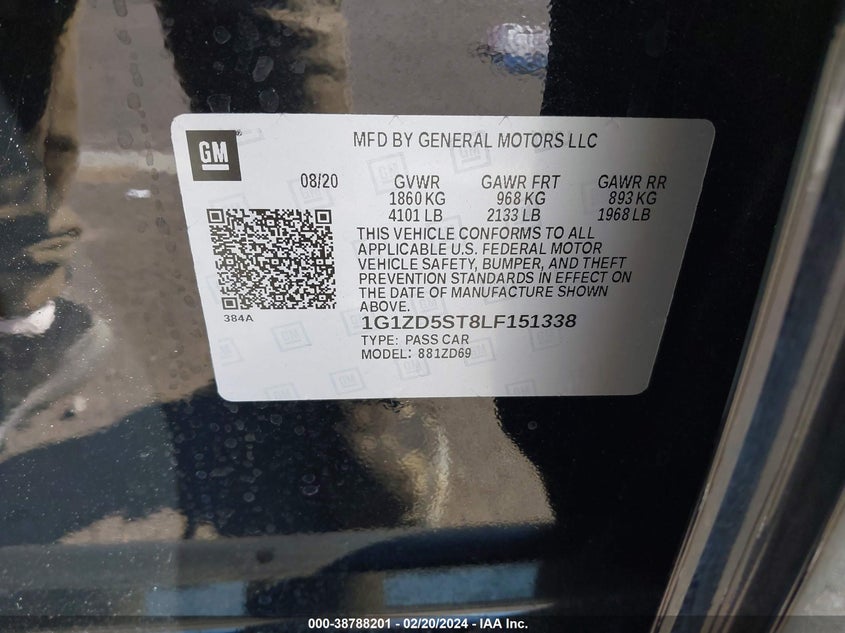 GM
MFD BY GENERAL MOTORS LLC
08/20 GVWR GAWR FRT GAWR RR
1860 KG 968 KG 893 KG
4101 LB 2133 LB 1968 LB
THIS VEHICLE CONFORMS TO ALL
APPLICABLE U.S. FEDERAL MOTOR
VEHICLE SAFETY, BUMPER, AND THEFT
PREVENTION STANDARDS IN EFFECT ON
THE DATE OF MANUFACTURE SHOWN
ABOVE.
384A
1G1ZD5ST8LF151338
TYPE: PASS CAR
MODEL: 881ZD69
000-38788201 - 02/20/2024 - IAA Inc.